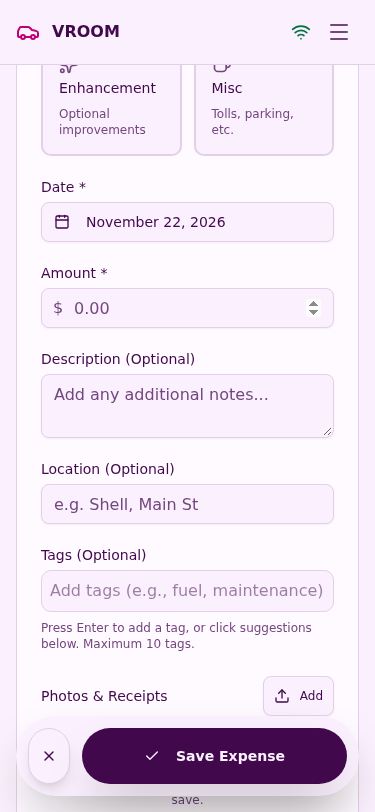 VROOM
Enhancement
Optional
improvements
Misc
Tolls, parking,
etc.
Date *
November 22, 2026
Amount *
$ 0.00
Description (Optional)
Add any additional notes...
Location (Optional)
e.g. Shell, Main St
Tags (Optional)
Add tags (e.g., fuel, maintenance)
Press Enter to add a tag, or click suggestions
below. Maximum 10 tags.
Photos & Receipts
Add
Save Expense
save.